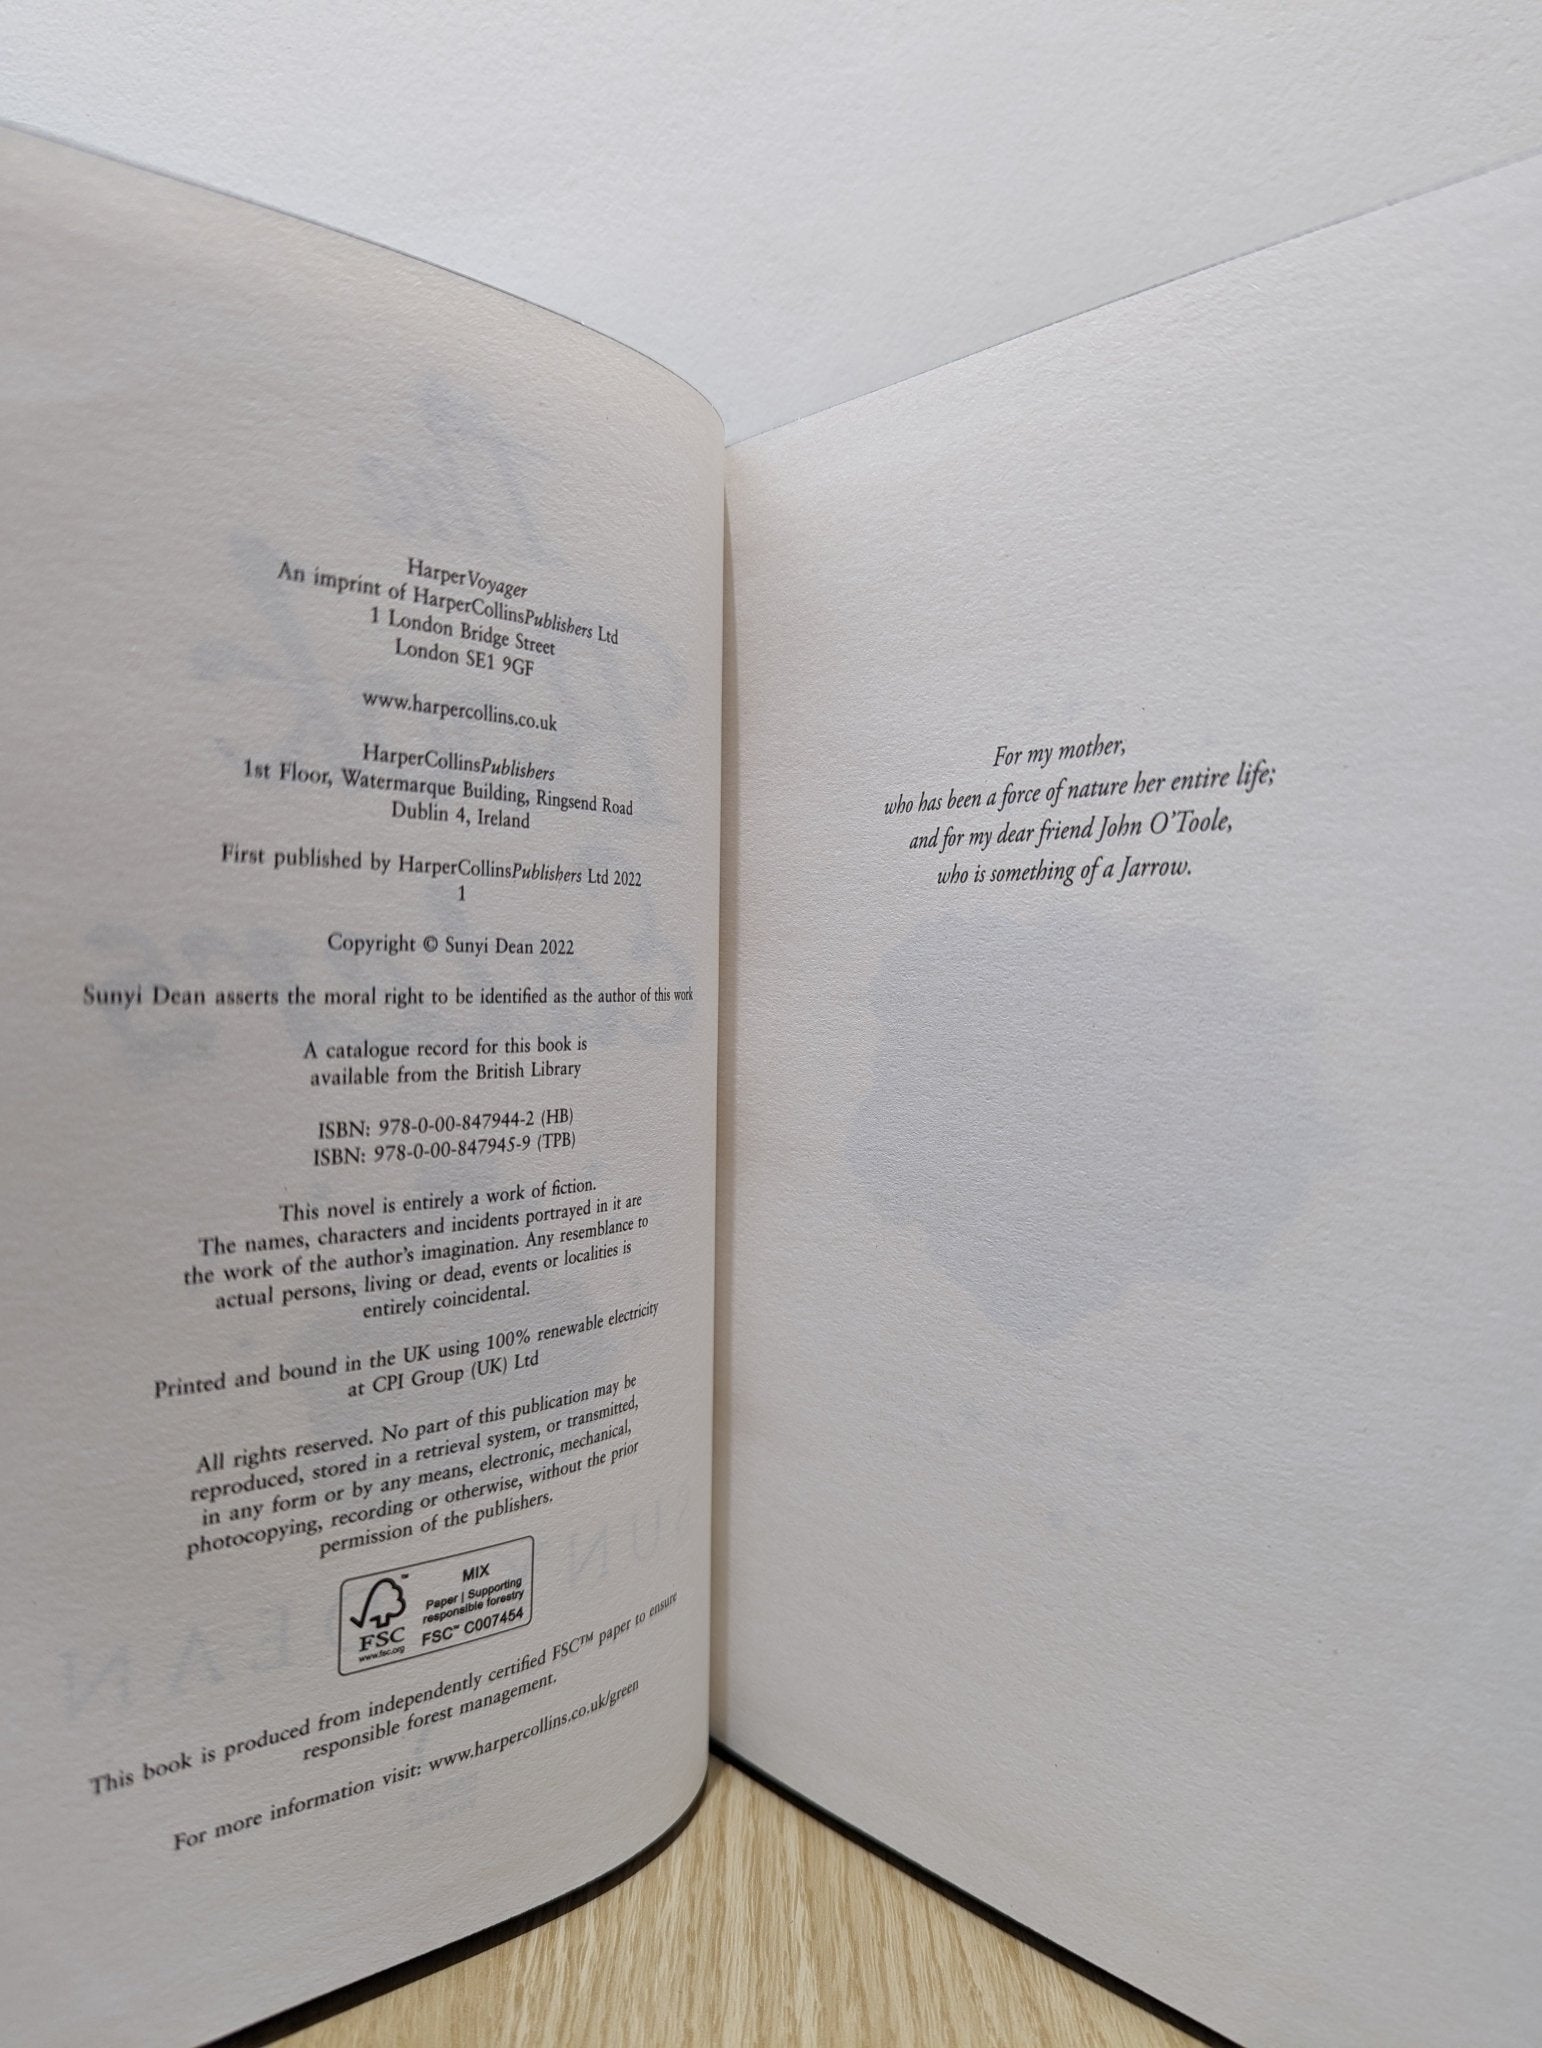 HarperVoyager
An imprint of HarperCollinsPublishers Ltd
1 London Bridge Street
London SE1 9GF
www.harpercollins.co.uk
HarperCollinsPublishers
1st Floor, Watermarque Building, Ringsend Road
Dublin 4, Ireland
First published by HarperCollinsPublishers Ltd 2022
1
Copyright © Sunyi Dean 2022
Sunyi Dean asserts the moral right to be identified as the author of this work
A catalogue record for this book is
available from the British Library
ISBN: 978-0-00-847944-2 (HB)
ISBN: 978-0-00-847945-9 (TPB)
This novel is entirely a work of fiction.
The names, characters and incidents portrayed in it are
the work of the author's imagination. Any resemblance to
actual persons, living or dead, events or localities is
entirely coincidental.
Printed and bound in the UK using 100% renewable electricity
at CPI Group (UK) Ltd
All rights reserved. No part of this publication may be
reproduced, stored in a retrieval system, or transmitted,
in any form or by any means, electronic, mechanical,
photocopying, recording or otherwise, without the prior
permission of the publishers.
FSC
www.fsc.org
MIX
Paper | Supporting
responsible forestry
FSC™ C007454
This book is produced from independently certified FSC™ paper to ensure
responsible forest management.
For more information visit: www.harpercollins.co.uk/green
For my mother,
who has been a force of nature her entire life;
and for my dear friend John O'Toole,
who is something of a Jarrow.